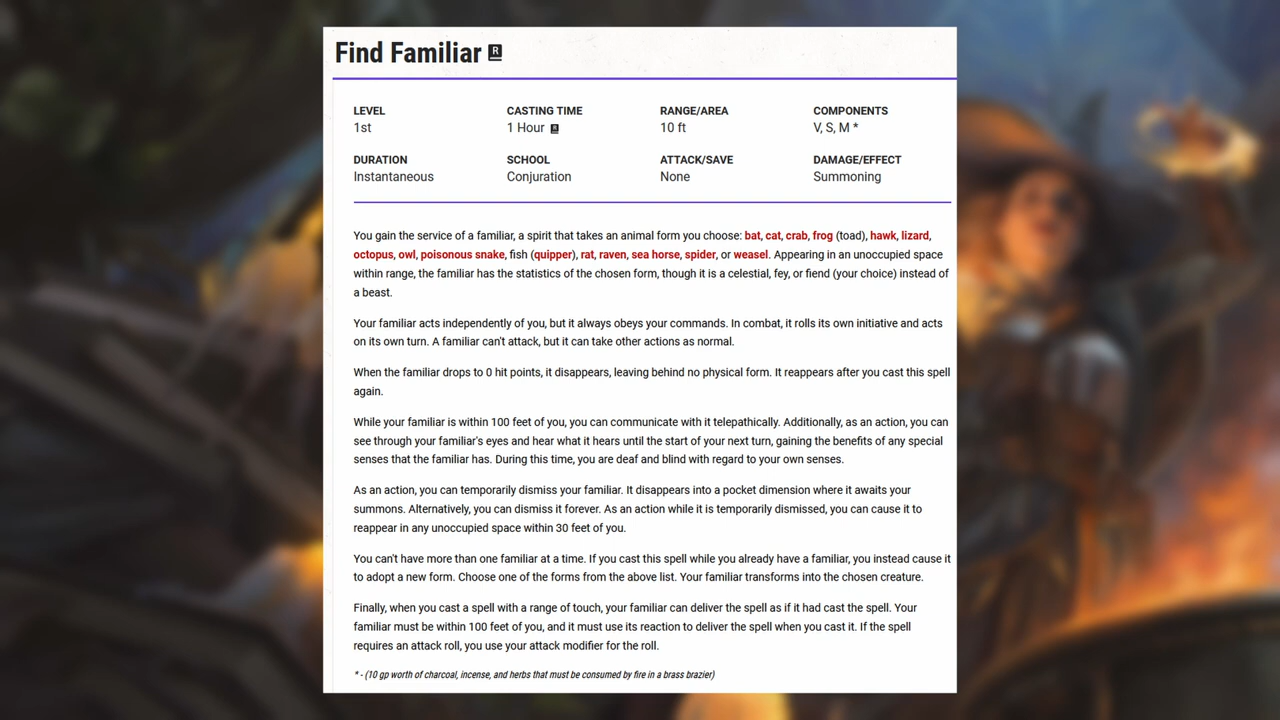 Find Familiar R
LEVEL CASTING TIME RANGE/AREA COMPONENTS
1st 1 Hour R 10 ft V, S, M *
DURATION SCHOOL ATTACK/SAVE DAMAGE/EFFECT
Instantaneous Conjuration None Summoning
You gain the service of a familiar, a spirit that takes an animal form you choose: bat, cat, crab, frog (toad), hawk, lizard,
octopus, owl, poisonous snake, fish (quipper), rat, raven, sea horse, spider, or weasel. Appearing in an unoccupied space
within range, the familiar has the statistics of the chosen form, though it is a celestial, fey, or fiend (your choice) instead of
a beast.
Your familiar acts independently of you, but it always obeys your commands. In combat, it rolls its own initiative and acts
on its own turn. A familiar can't attack, but it can take other actions as normal.
When the familiar drops to 0 hit points, it disappears, leaving behind no physical form. It reappears after you cast this spell
again.
While your familiar is within 100 feet of you, you can communicate with it telepathically. Additionally, as an action, you can
see through your familiar's eyes and hear what it hears until the start of your next turn, gaining the benefits of any special
senses that the familiar has. During this time, you are deaf and blind with regard to your own senses.
As an action, you can temporarily dismiss your familiar. It disappears into a pocket dimension where it awaits your
summons. Alternatively, you can dismiss it forever. As an action while it is temporarily dismissed, you can cause it to
reappear in any unoccupied space within 30 feet of you.
You can't have more than one familiar at a time. If you cast this spell while you already have a familiar, you instead cause it
to adopt a new form. Choose one of the forms from the above list. Your familiar transforms into the chosen creature.
Finally, when you cast a spell with a range of touch, your familiar can deliver the spell as if it had cast the spell. Your
familiar must be within 100 feet of you, and it must use its reaction to deliver the spell when you cast it. If the spell
requires an attack roll, you use your attack modifier for the roll.
* - (10 gp worth of charcoal, incense, and herbs that must be consumed by fire in a brass brazier)